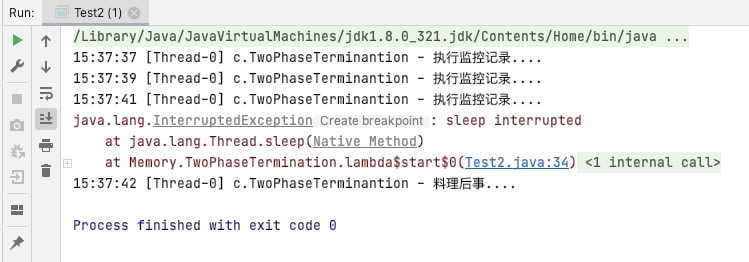 Run: Test2 (1)
/Library/Java/JavaVirtualMachines/jdk1.8.0_321.jdk/Contents/Home/bin/java ...
15:37:37 [Thread-0] c.TwoPhaseTerminantion - 执行监控记录....
15:37:39 [Thread-0] c.TwoPhaseTerminantion - 执行监控记录....
15:37:41 [Thread-0] c.TwoPhaseTerminantion - 执行监控记录....
java.lang.InterruptedException Create breakpoint : sleep interrupted
at java.lang.Thread.sleep(Native Method)
at Memory.TwoPhaseTermination.lambda$start$0(Test2.java:34) <1 internal call>
15:37:42 [Thread-0] c.TwoPhaseTerminantion - 料理后事....
Process finished with exit code 0